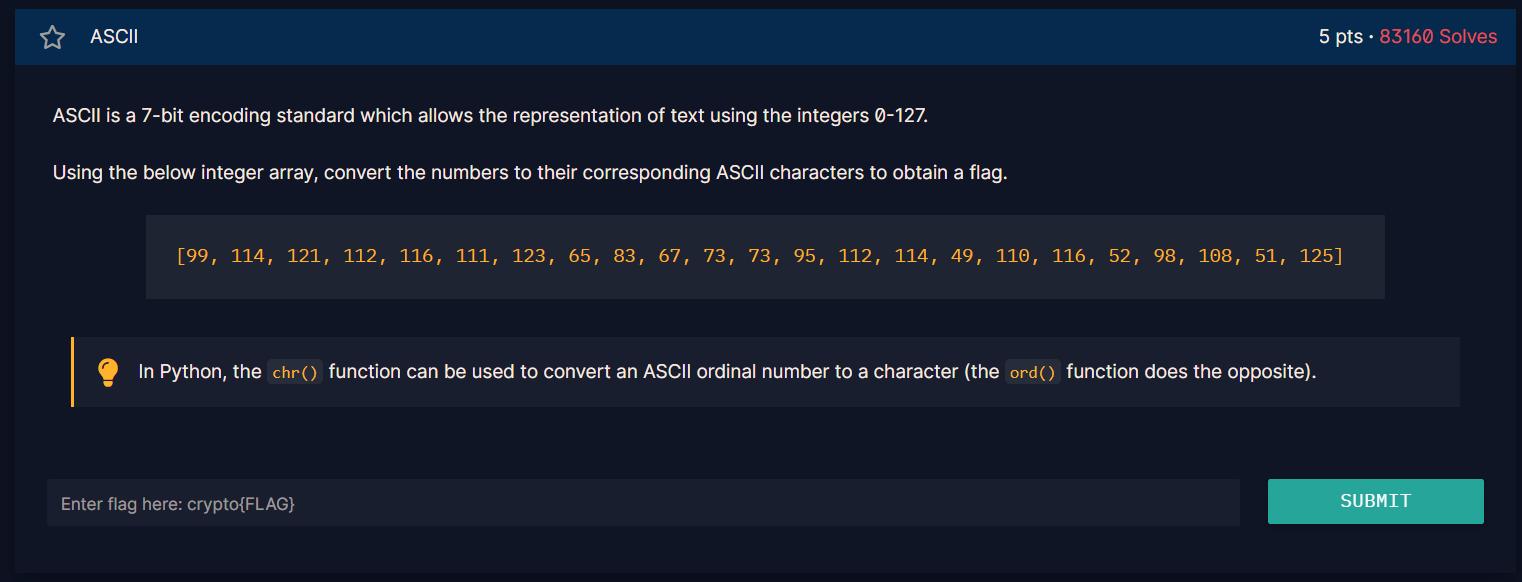 ASCII
5 pts · 83160 Solves
ASCII is a 7-bit encoding standard which allows the representation of text using the integers 0-127.
Using the below integer array, convert the numbers to their corresponding ASCII characters to obtain a flag.
[99, 114, 121, 112, 116, 111, 123, 65, 83, 67, 73, 73, 95, 112, 114, 49, 110, 116, 52, 98, 108, 51, 125]
In Python, the chr() function can be used to convert an ASCII ordinal number to a character (the ord() function does the opposite).
Enter flag here: crypto{FLAG}
SUBMIT